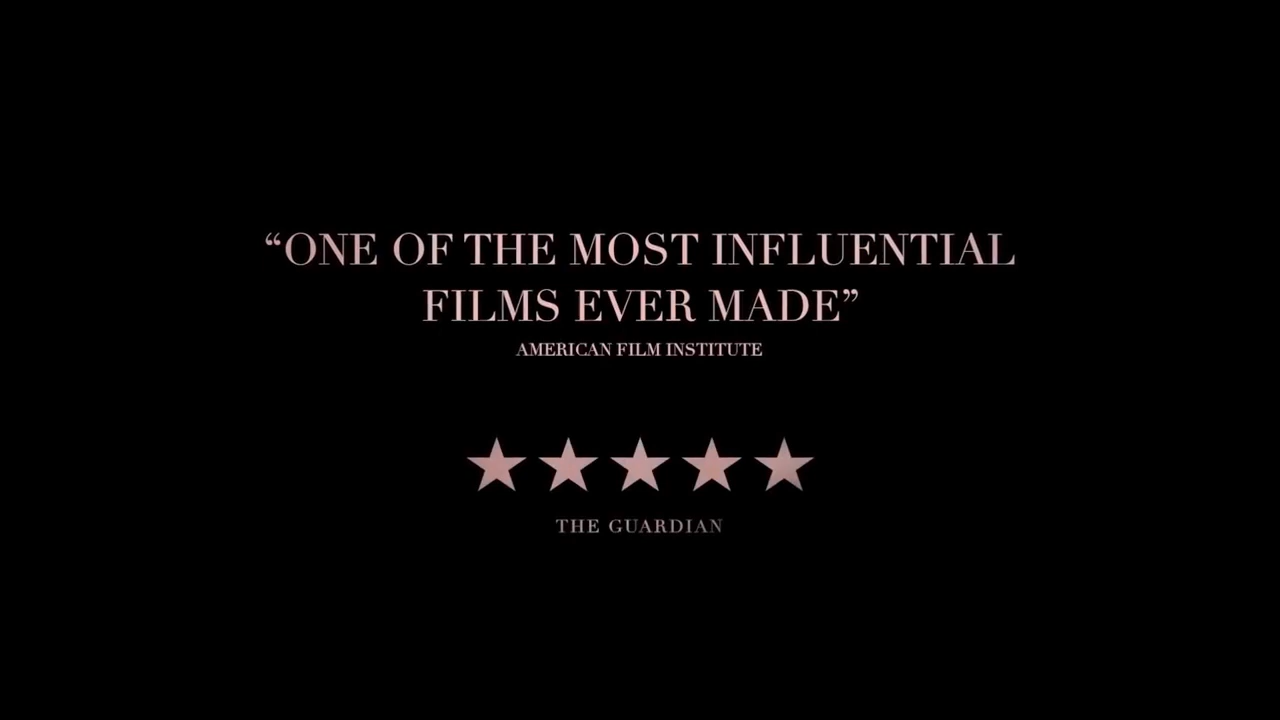 “ONE OF THE MOST INFLUENTIAL
FILMS EVER MADE”
AMERICAN FILM INSTITUTE
THE GUARDIAN